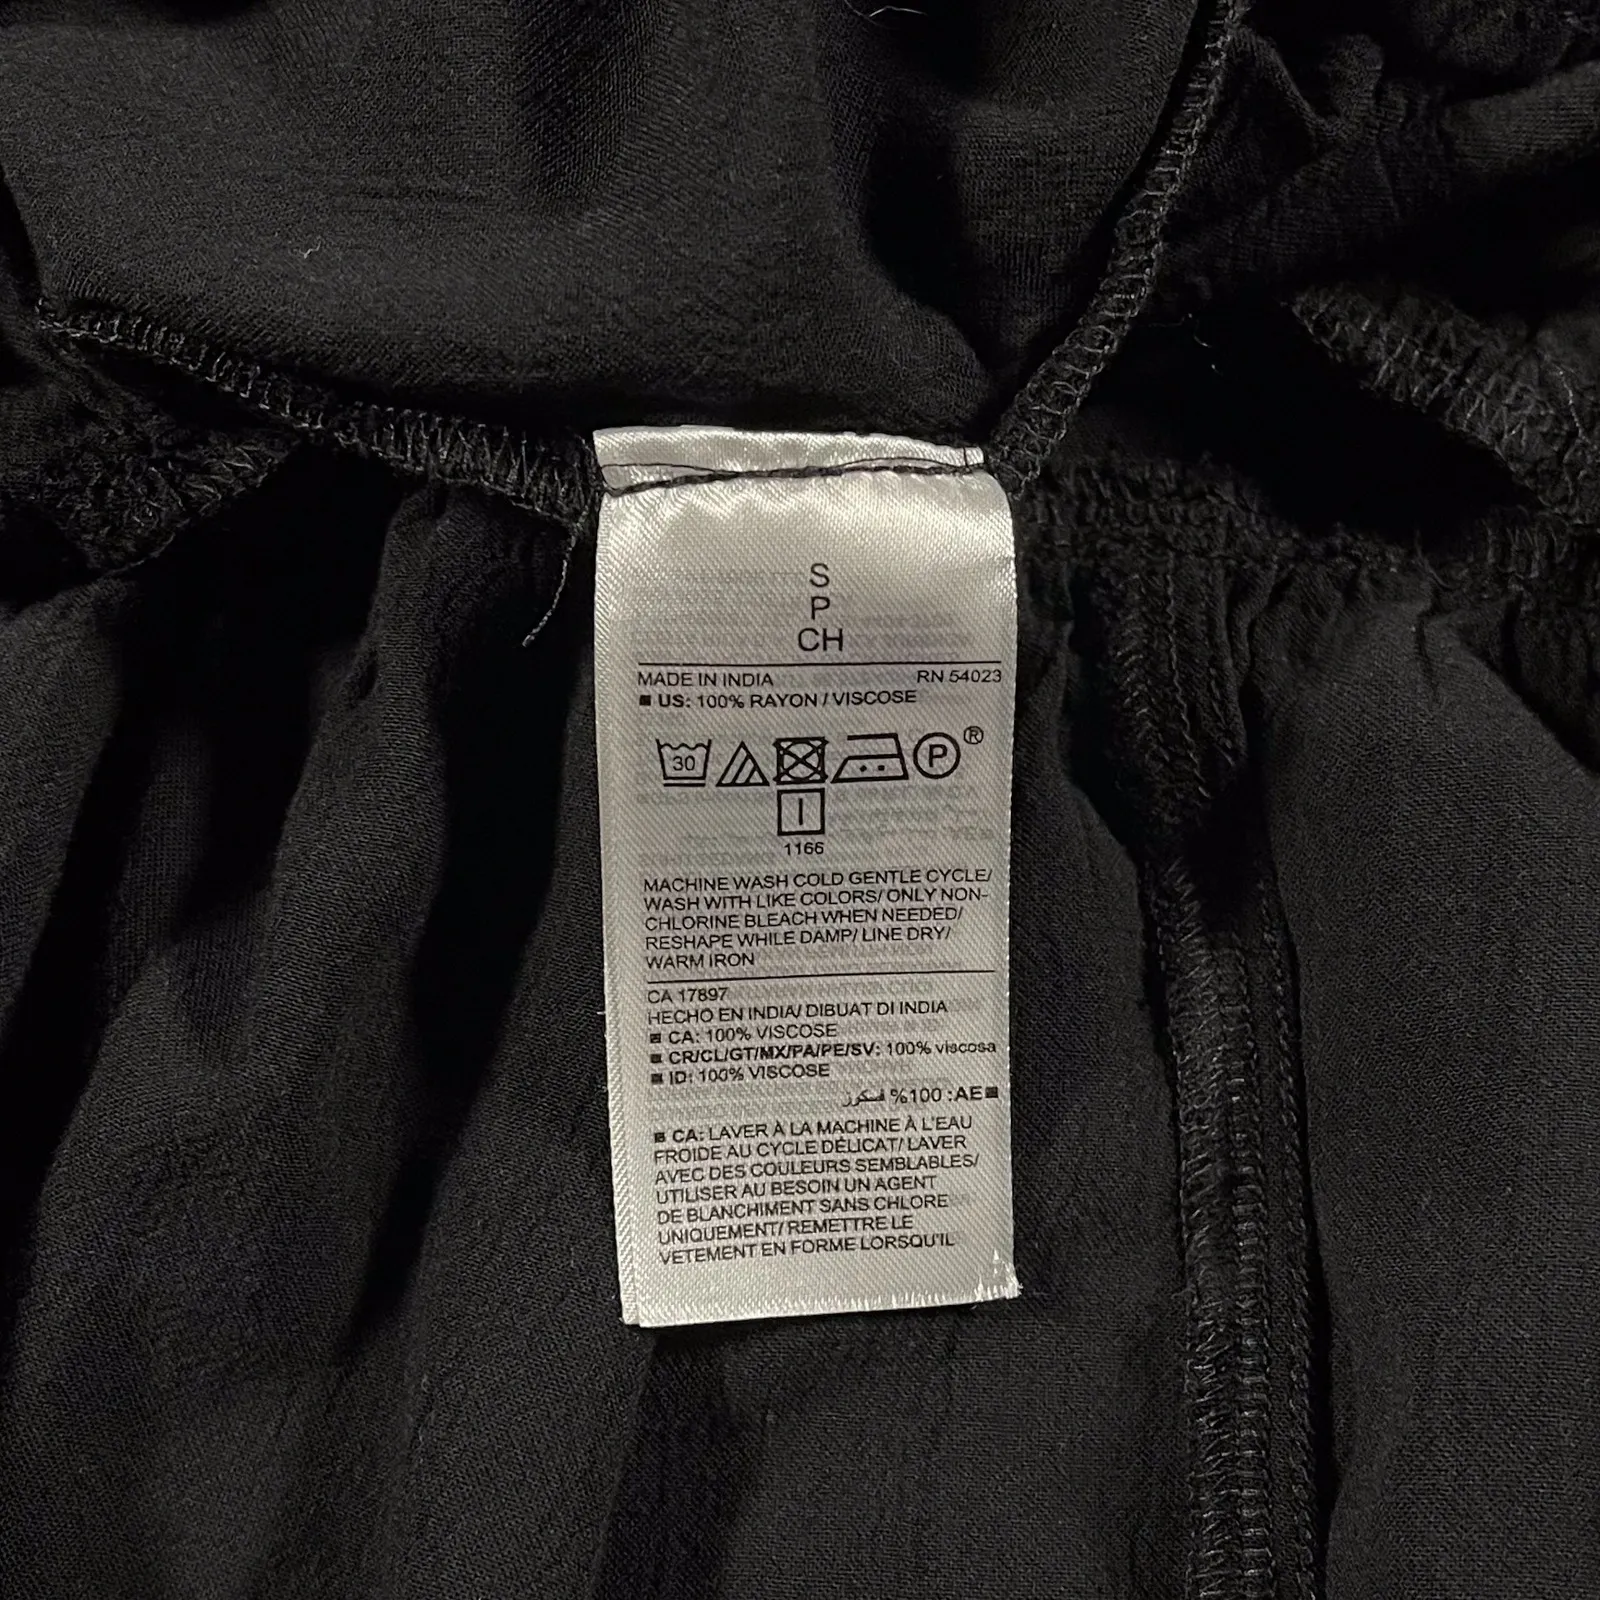 S
P
CH
MADE IN INDIA RN 54023
US: 100% RAYON / VISCOSE
30 P ®
1166
MACHINE WASH COLD GENTLE CYCLE/
WASH WITH LIKE COLORS/ ONLY NON-
CHLORINE BLEACH WHEN NEEDED/
RESHAPE WHILE DAMP/ LINE DRY/
WARM IRON
CA 17897
HECHO EN INDIA/ DIBUAT DI INDIA
CA: 100% VISCOSE
CR/CL/GT/MX/PA/PE/SV: 100% viscosa
ID: 100% VISCOSE
AE: 100% فسكوز
CA: LAVER À LA MACHINE À L'EAU
FROIDE AU CYCLE DÉLICAT/ LAVER
AVEC DES COULEURS SEMBLABLES/
UTILISER AU BESOIN UN AGENT
DE BLANCHIMENT SANS CHLORE
UNIQUEMENT/ REMETTRE LE
VETEMENT EN FORME LORSQU'IL